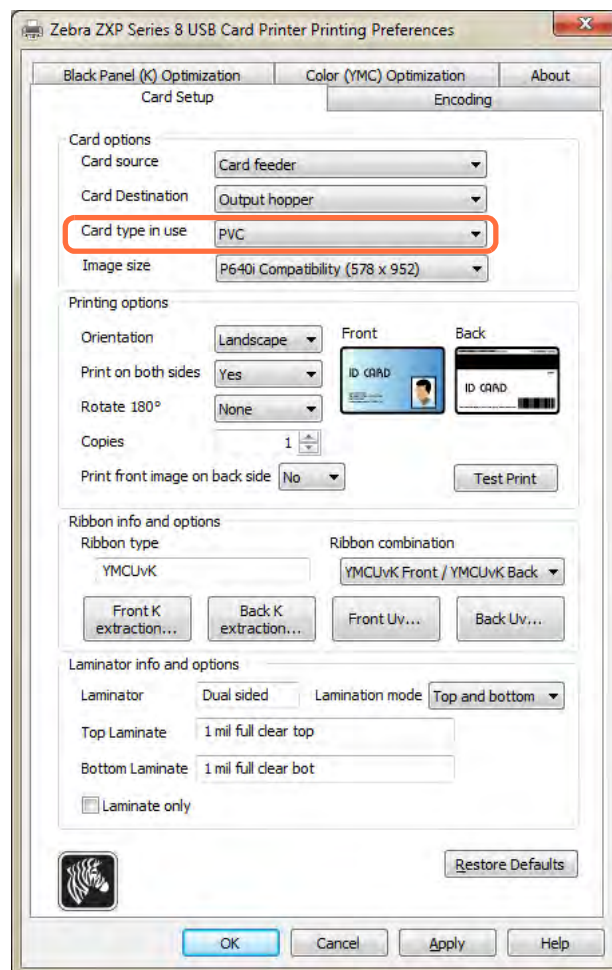 Zebra ZXP Series 8 USB Card Printer Printing Preferences
Black Panel (K) Optimization Color (YMC) Optimization About
Card Setup Encoding
Card options
Card source Card feeder
Card Destination Output hopper
Card type in use PVC
Image size P640i Compatibility (578 x 952)
Printing options
Orientation Landscape Front Back
Print on both sides Yes
ID CARD ID CARD
Rotate 180° None
Copies 1
Print front image on back side No Test Print
Ribbon info and options
Ribbon type Ribbon combination
YMCUvK YMCUvK Front / YMCUvK Back
Front K extraction... Back K extraction... Front Uv... Back Uv...
Laminator info and options
Laminator Dual sided Lamination mode Top and bottom
Top Laminate 1 mil full clear top
Bottom Laminate 1 mil full clear bot
Laminate only
Restore Defaults
OK Cancel Apply Help